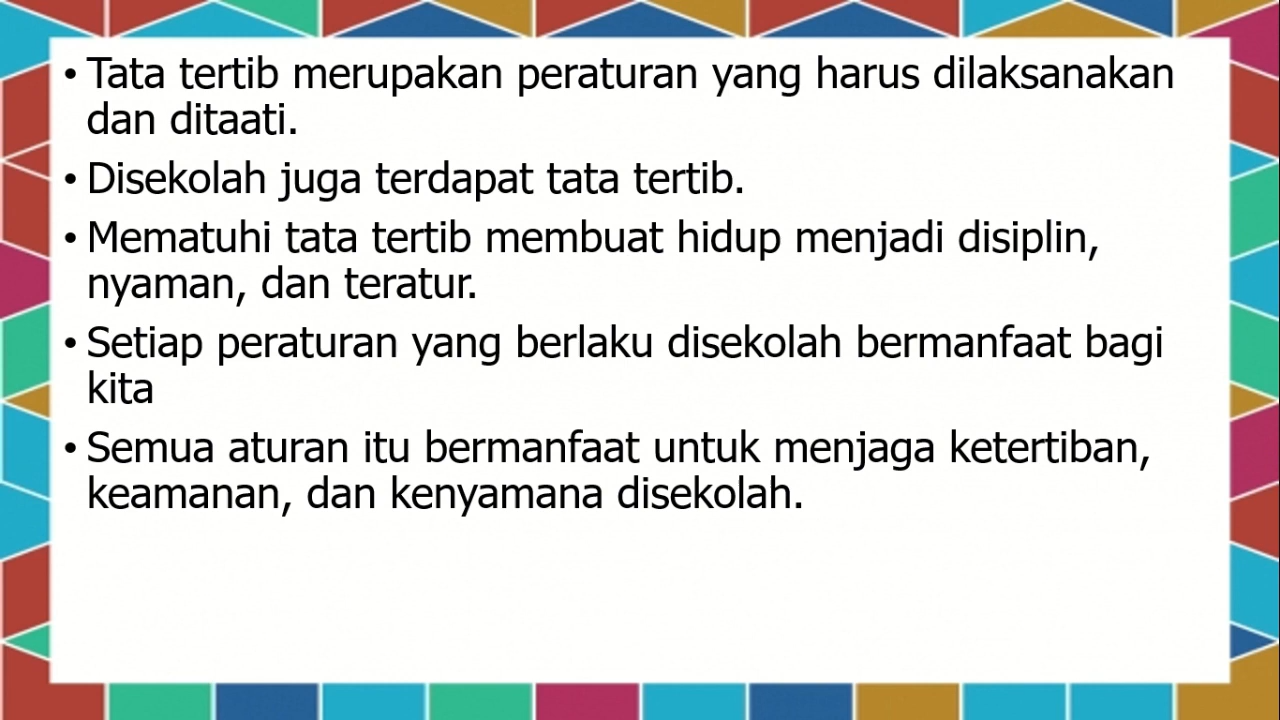 • Tata tertib merupakan peraturan yang harus dilaksanakan
dan ditaati.
• Disekolah juga terdapat tata tertib.
• Mematuhi tata tertib membuat hidup menjadi disiplin,
nyaman, dan teratur.
• Setiap peraturan yang berlaku disekolah bermanfaat bagi
kita
• Semua aturan itu bermanfaat untuk menjaga ketertiban,
keamanan, dan kenyamana disekolah.